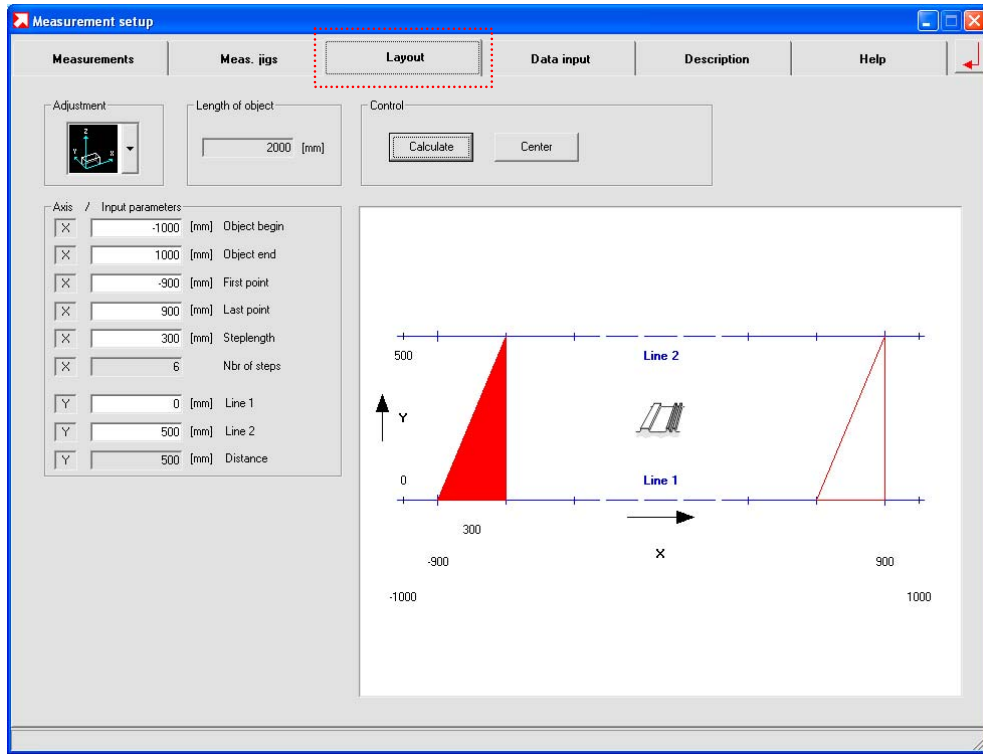 Measurement setup
Measurements Meas. jigs Layout Data input Description Help
Adjustment
Z
Y X
Length of object
2000 [mm]
Control
Calculate Center
Axis / Input parameters
X -1000 [mm] Object begin
X 1000 [mm] Object end
X -900 [mm] First point
X 900 [mm] Last point
X 300 [mm] Steplength
X 6 Nbr of steps
Y 0 [mm] Line 1
Y 500 [mm] Line 2
Y 500 [mm] Distance
500 Line 2
Y
0 Line 1
300
X
-900 900
-1000 1000